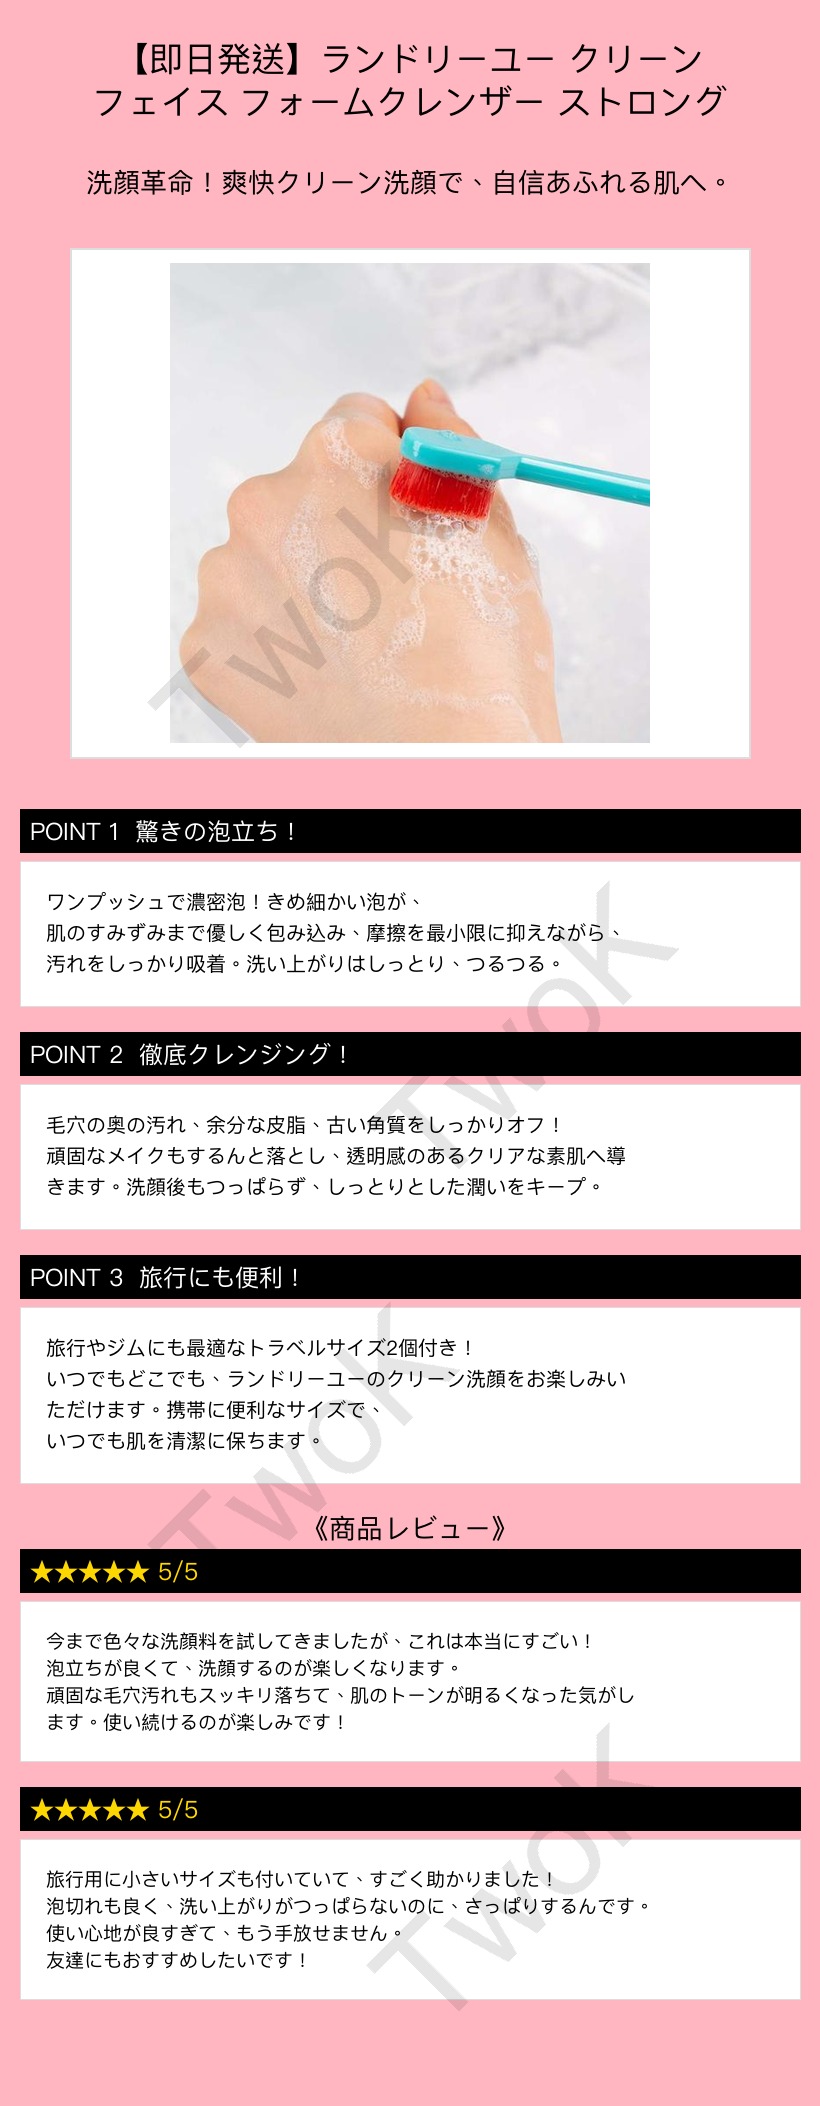 【即日発送】ランドリーユー クリーン
フェイス フォームクレンザー ストロング
洗顔革命！爽快クリーン洗顔で、自信あふれる肌へ。
TwoK
POINT 1 驚きの泡立ち！
ワンプッシュで濃密泡！きめ細かい泡が、
肌のすみずみまで優しく包み込み、摩擦を最小限に抑えながら、
汚れをしっかり吸着。洗い上がりはしっとり、つるつる。
TwoK
POINT 2 徹底クレンジング！
毛穴の奥の汚れ、余分な皮脂、古い角質をしっかりオフ！
頑固なメイクもするんと落とし、透明感のあるクリアな素肌へ導
きます。洗顔後もつっぱらず、しっとりとした潤いをキープ。
POINT 3 旅行にも便利！
旅行やジムにも最適なトラベルサイズ2個付き！
いつでもどこでも、ランドリーユーのクリーン洗顔をお楽しみい
ただけます。携帯に便利なサイズで、
いつでも肌を清潔に保ちます。
TwoK
《商品レビュー》
★★★★★ 5/5
今まで色々な洗顔料を試してきましたが、これは本当にすごい！
泡立ちが良くて、洗顔するのが楽しくなります。
頑固な毛穴汚れもスッキリ落ちて、肌のトーンが明るくなった気がし
ます。使い続けるのが楽しみです！
★★★★★ 5/5
旅行用に小さいサイズも付いていて、すごく助かりました！
泡切れも良く、洗い上がりがつっぱらないのに、さっぱりするんです。
使い心地が良すぎて、もう手放せません。
友達にもおすすめしたいです！
TwoK